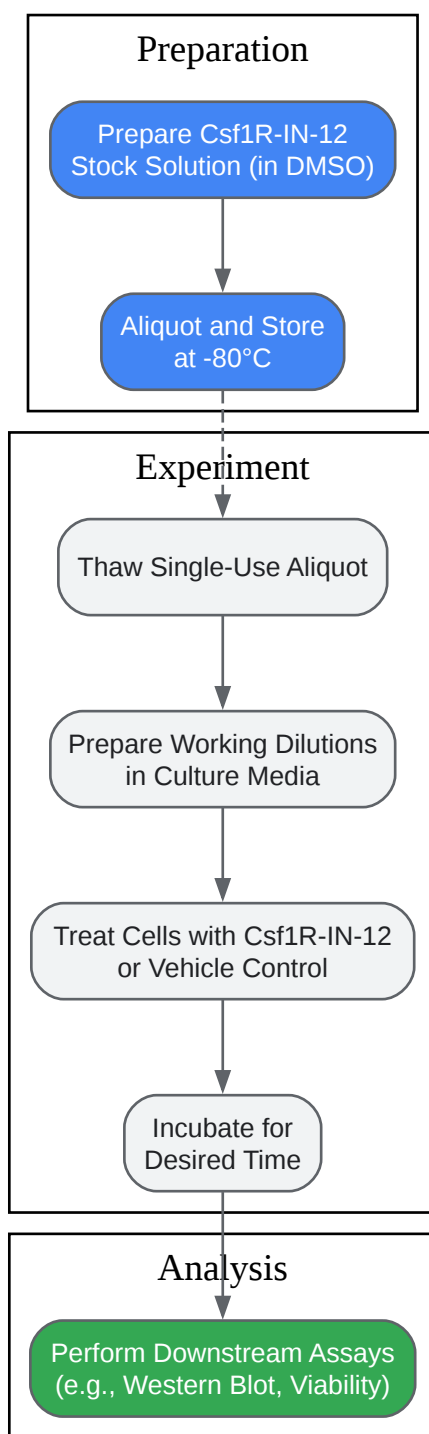 Preparation
Prepare Csf1R-IN-12
Stock Solution (in DMSO)
Aliquot and Store
at -80°C
Experiment
Thaw Single-Use Aliquot
Prepare Working Dilutions
in Culture Media
Treat Cells with Csf1R-IN-12
or Vehicle Control
Incubate for
Desired Time
Analysis
Perform Downstream Assays
(e.g., Western Blot, Viability)